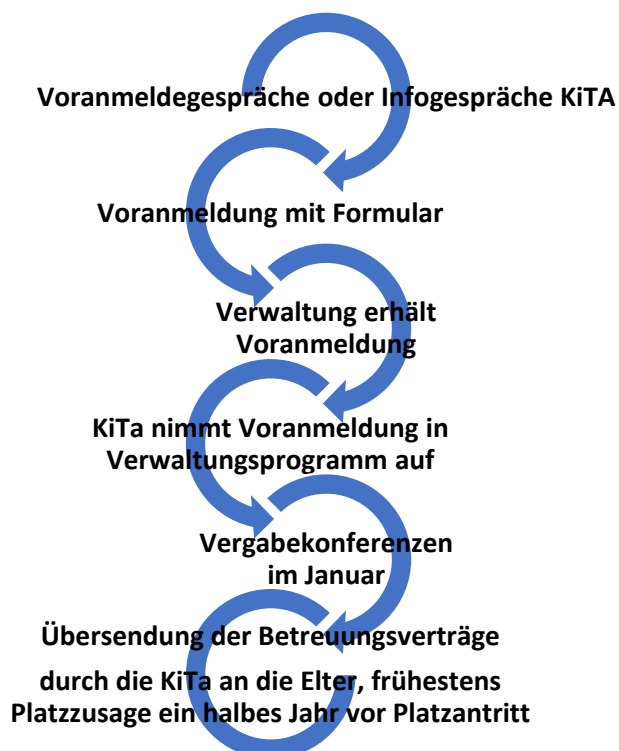 Voranmeldegespräche oder Infogespräche KiTA
Voranmeldung mit Formular
Verwaltung erhält
Voranmeldung
KiTa nimmt Voranmeldung in
Verwaltungsprogramm auf
Vergabekonferenzen
im Januar
Übersendung der Betreuungsverträge
durch die KiTa an die Elter, frühestens
Platzzusage ein halbes Jahr vor Platzantritt